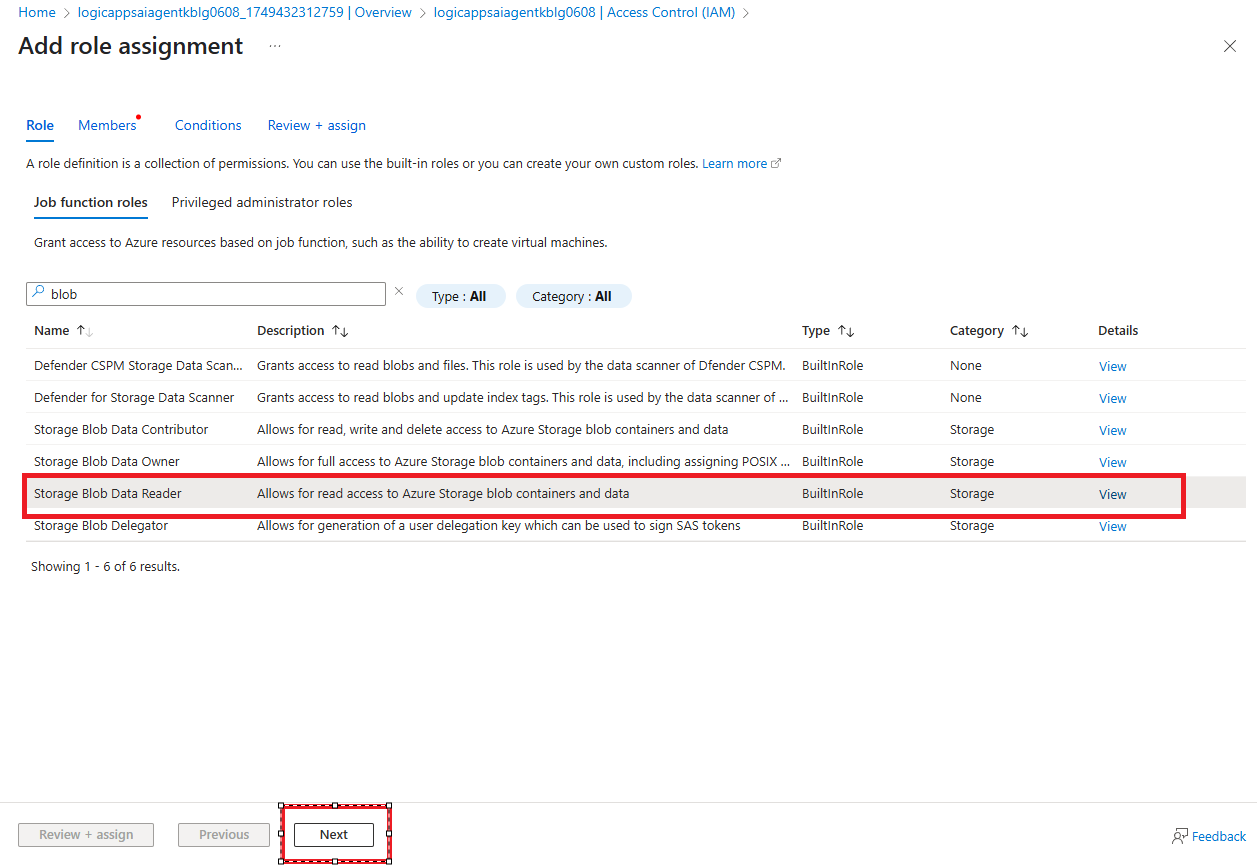 Home > logicappsaiagentkblg0608_1749432312759 | Overview > logicappsaiagentkblg0608 | Access Control (IAM) >
Add role assignment ...
Role Members Conditions Review + assign
A role definition is a collection of permissions. You can use the built-in roles or you can create your own custom roles. Learn more
Job function roles Privileged administrator roles
Grant access to Azure resources based on job function, such as the ability to create virtual machines.
blob Type : All Category : All
Name ↑↓ Description ↑↓ Type ↑↓ Category ↑↓ Details
Defender CSPM Storage Data Scan... Grants access to read blobs and files. This role is used by the data scanner of Dfender CSPM. BuiltInRole None View
Defender for Storage Data Scanner Grants access to read blobs and update index tags. This role is used by the data scanner of ... BuiltInRole None View
Storage Blob Data Contributor Allows for read, write and delete access to Azure Storage blob containers and data BuiltInRole Storage View
Storage Blob Data Owner Allows for full access to Azure Storage blob containers and data, including assigning POSIX ... BuiltInRole Storage View
Storage Blob Data Reader Allows for read access to Azure Storage blob containers and data BuiltInRole Storage View
Storage Blob Delegator Allows for generation of a user delegation key which can be used to sign SAS tokens BuiltInRole Storage View
Showing 1 - 6 of 6 results.
Review + assign Previous Next Feedback